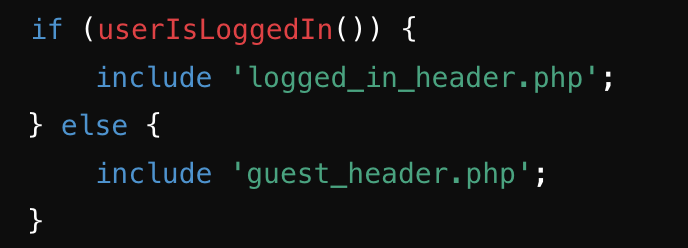 if (userIsLoggedIn()) {
    include 'logged_in_header.php';
} else {
    include 'guest_header.php';
}